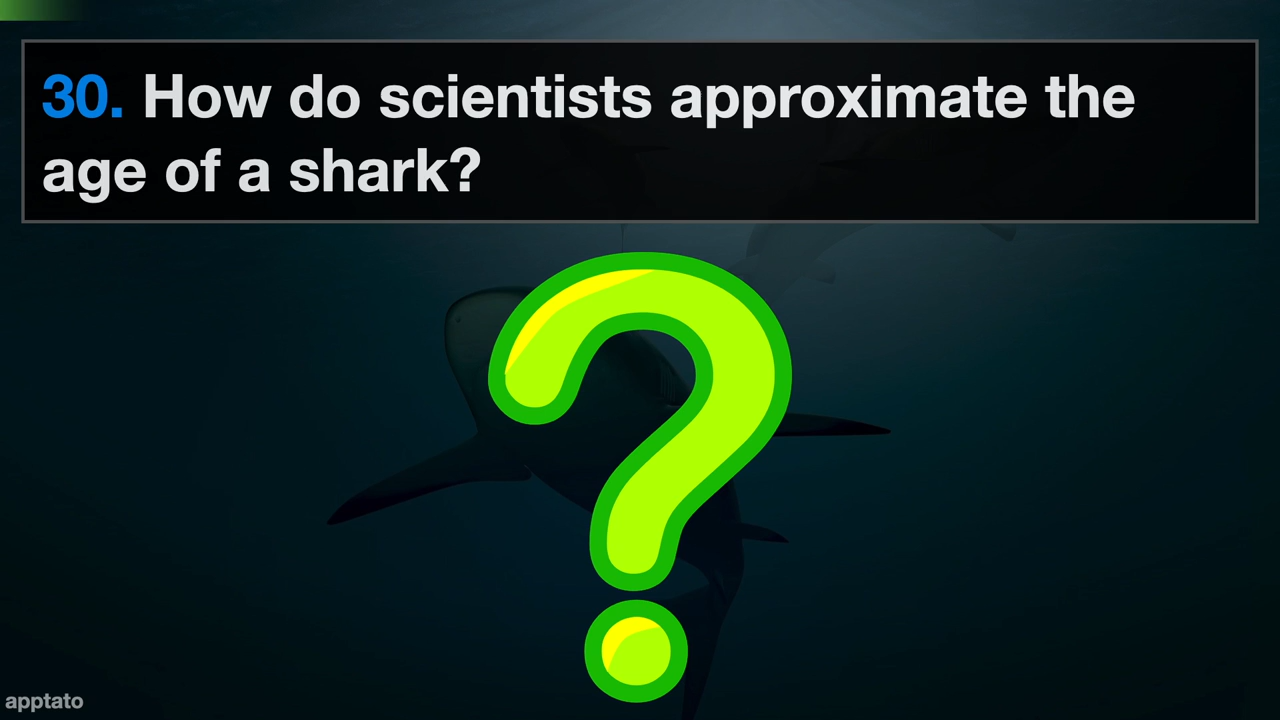 30. How do scientists approximate the
age of a shark?
?
apptato